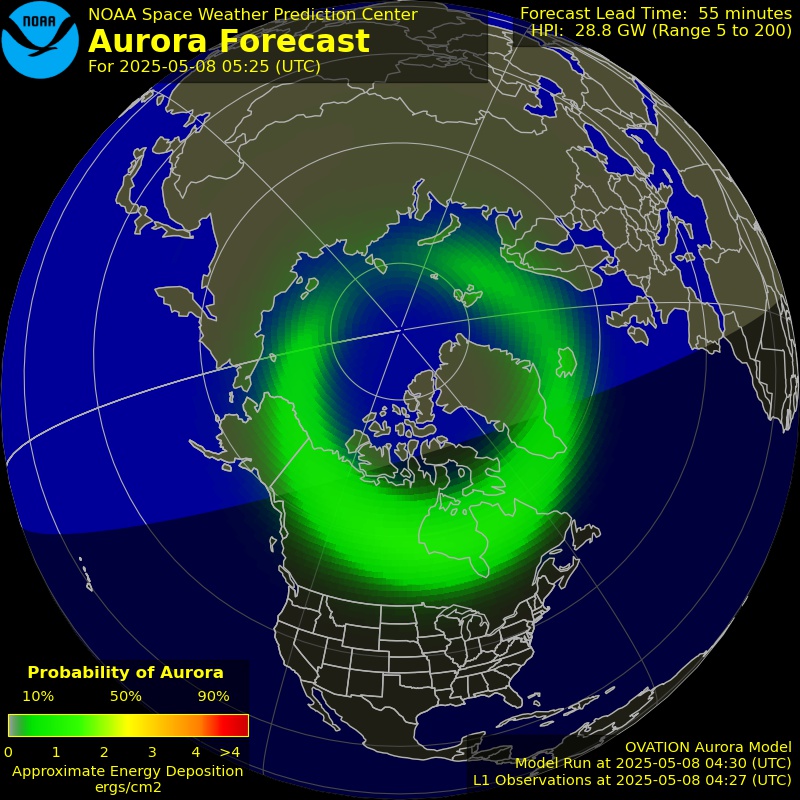 NOAA
NOAA Space Weather Prediction Center
Aurora Forecast
For 2025-05-08 05:25 (UTC)
Forecast Lead Time: 55 minutes
HPI: 28.8 GW (Range 5 to 200)
Probability of Aurora
10% 50% 90%
0 1 2 3 4 >4
Approximate Energy Deposition
ergs/cm2
OVATION Aurora Model
Model Run at 2025-05-08 04:30 (UTC)
L1 Observations at 2025-05-08 04:27 (UTC)